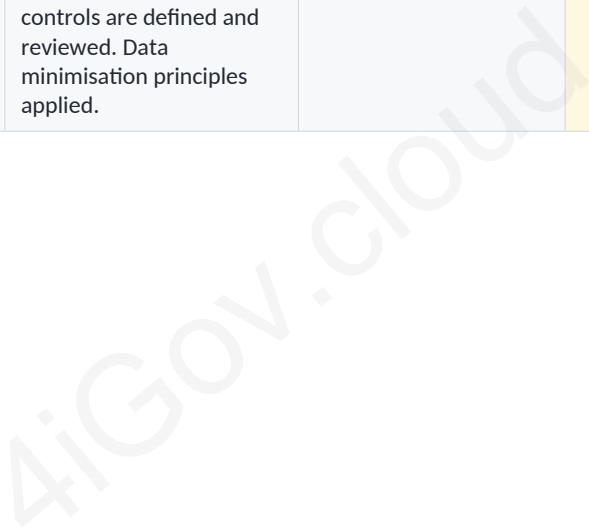 controls are defined and
reviewed. Data
minimisation principles
applied.
4iGov.cloud